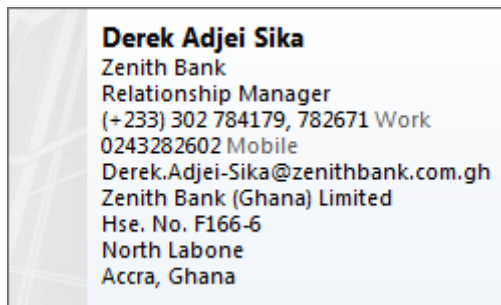 Derek Adjei Sika
Zenith Bank
Relationship Manager
(+233) 302 784179, 782671 Work
0243282602 Mobile
Derek.Adjei-Sika@zenithbank.com.gh
Zenith Bank (Ghana) Limited
Hse. No. F166-6
North Labone
Accra, Ghana